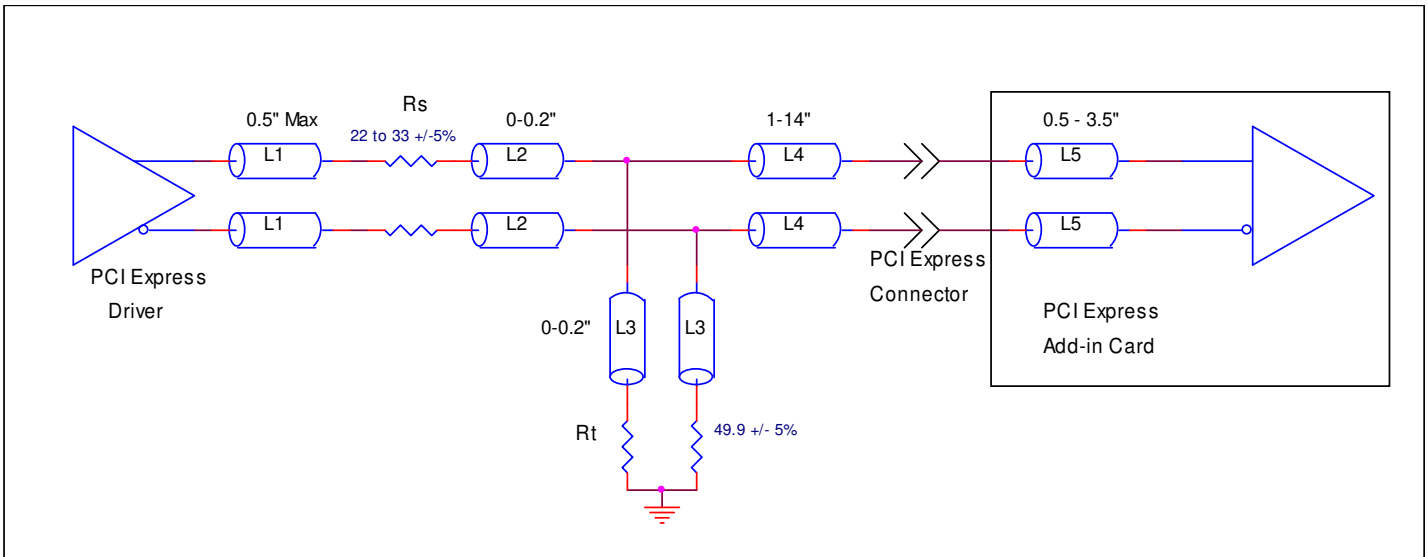 Rs
0.5" Max
22 to 33 +/-5%
0-0.2"
1-14"
0.5 - 3.5"
L1
L2
L4
L5
L1
L2
L4
L5
PCI Express
Driver
PCI Express
Connector
PCI Express
Add-in Card
0-0.2"
L3
L3
Rt
49.9 +/- 5%